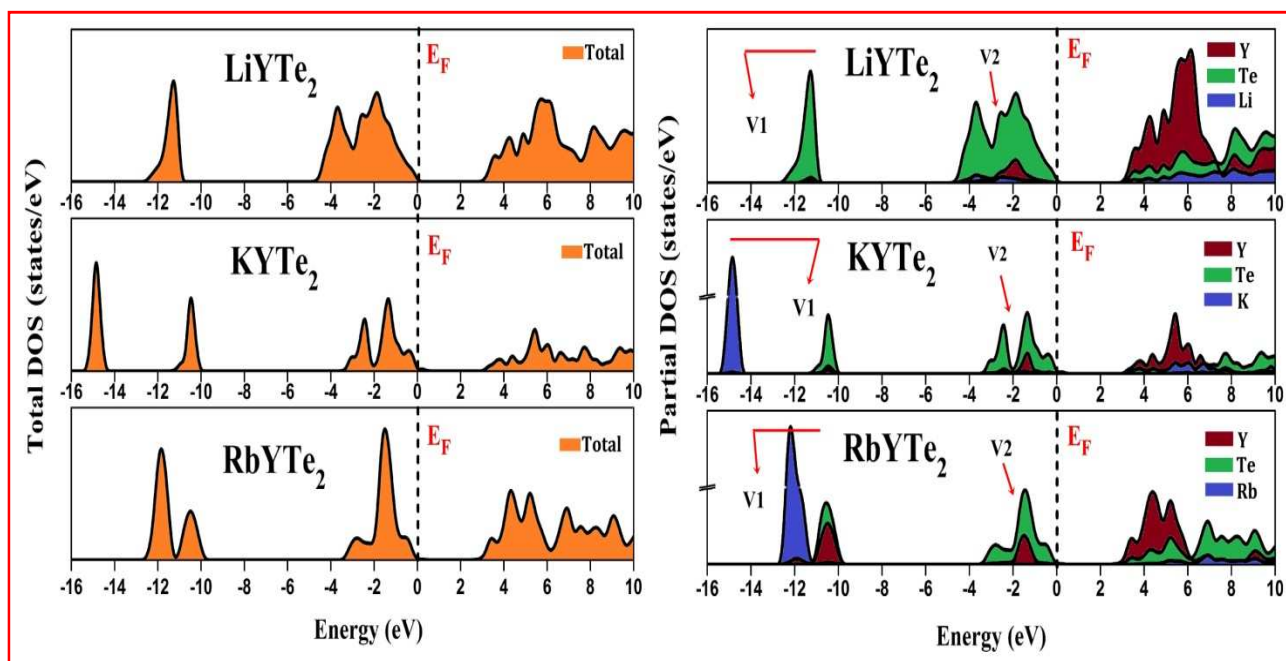 Total DOS (states/eV)
LiYTe2
E_F
Total
-16 -14 -12 -10 -8 -6 -4 -2 0 2 4 6 8 10
KYTe2
E_F
Total
-16 -14 -12 -10 -8 -6 -4 -2 0 2 4 6 8 10
RbYTe2
E_F
Total
-16 -14 -12 -10 -8 -6 -4 -2 0 2 4 6 8 10
Energy (eV)
Partial DOS (states/eV)
V1
LiYTe2
V2
E_F
Y
Te
Li
-16 -14 -12 -10 -8 -6 -4 -2 0 2 4 6 8 10
V1
KYTe2
V2
E_F
Y
Te
K
-16 -14 -12 -10 -8 -6 -4 -2 0 2 4 6 8 10
V1
RbYTe2
V2
E_F
Y
Te
Rb
-16 -14 -12 -10 -8 -6 -4 -2 0 2 4 6 8 10
Energy (eV)